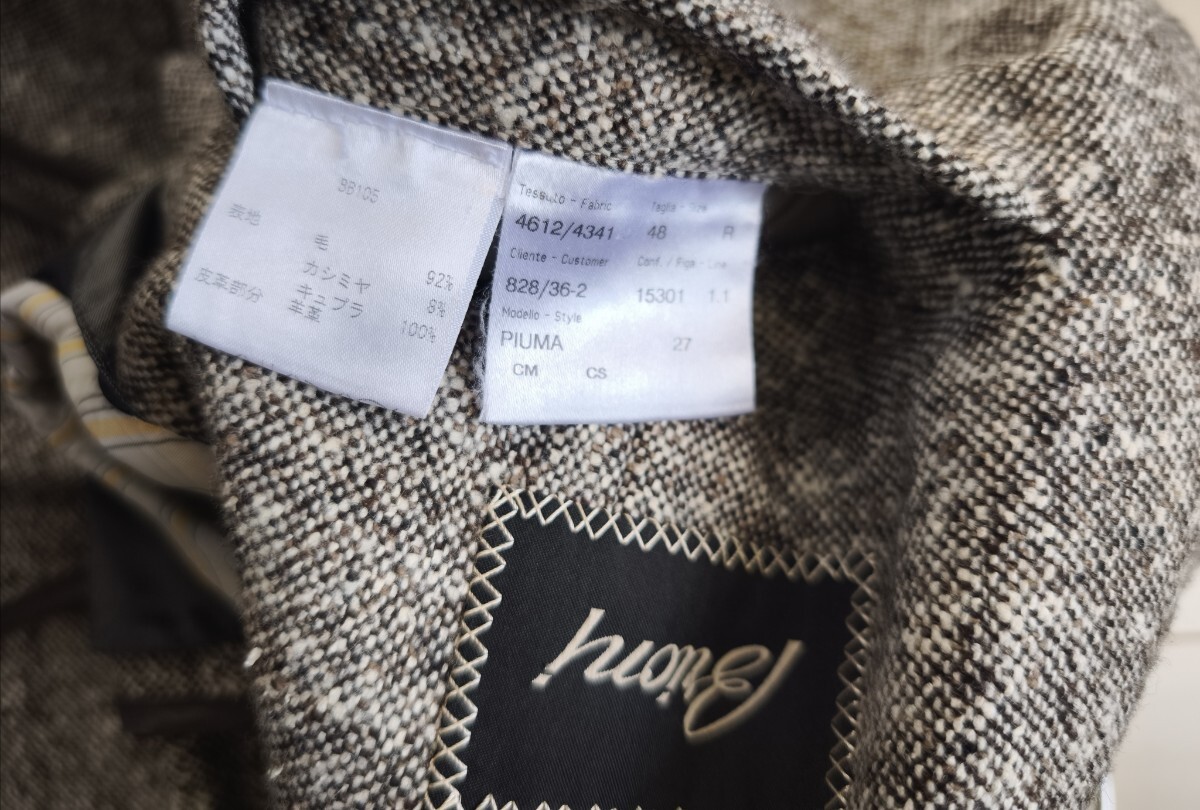 BB105
表地
毛
カシミヤ 92%
キュプラ 8%
皮革部分 羊革 100%
Tessuto - Fabric Taglia - Size
4612/4341 48 R
Cliente - Customer Conf. / Riga - Line
828/36-2 15301 1.1
Modello - Style
PIUMA 27
CM CS
Brioni